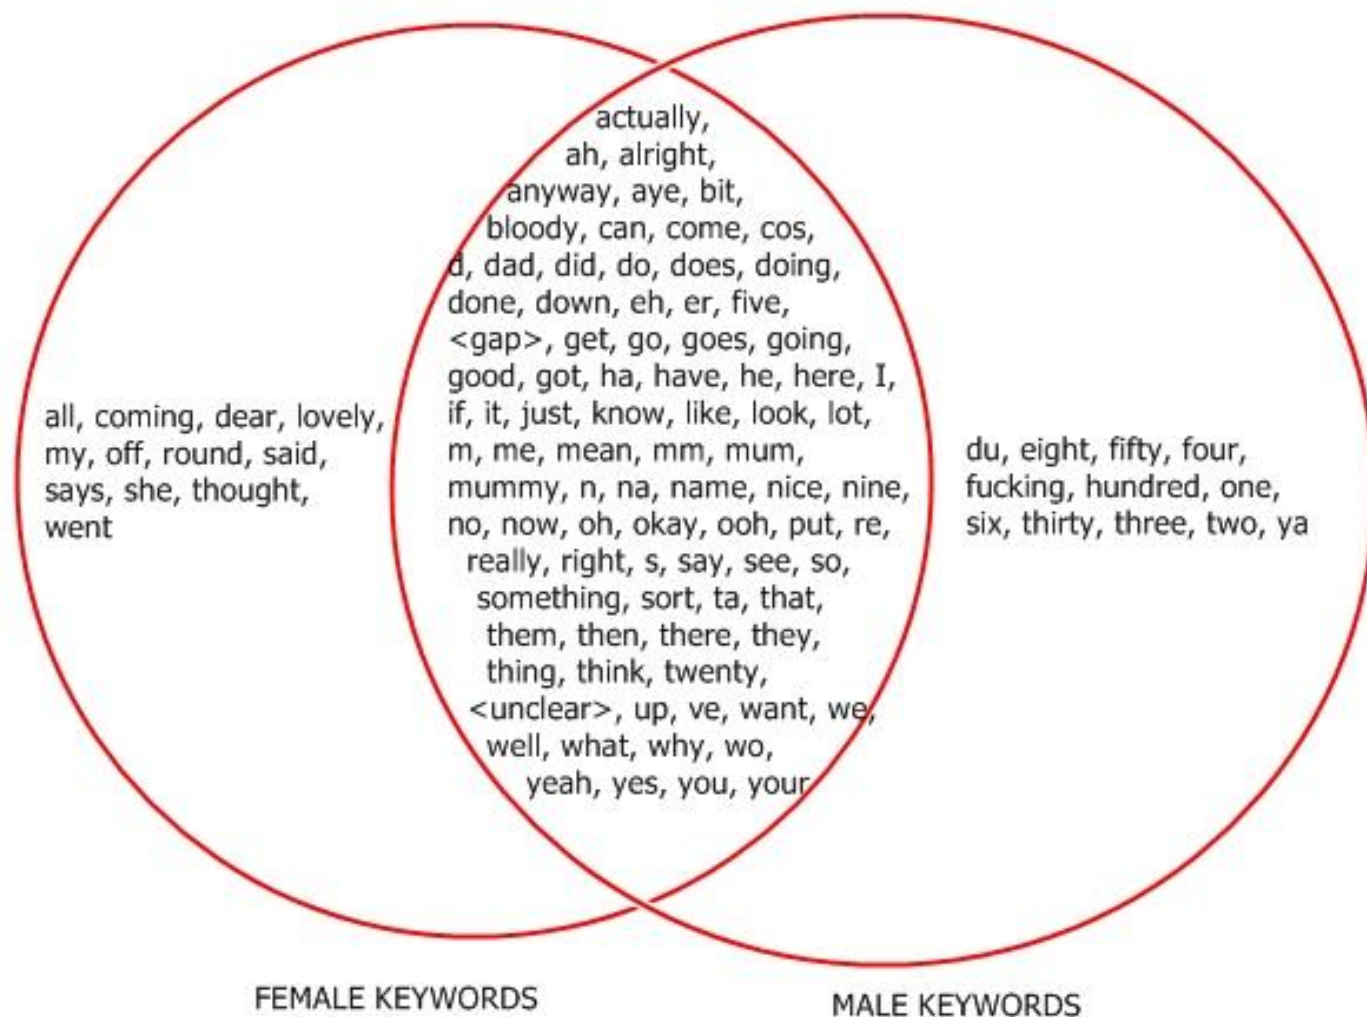 actually,
ah, alright,
anyway, aye, bit,
bloody, can, come, cos,
d, dad, did, do, does, doing,
done, down, eh, er, five,
<gap>, get, go, goes, going,
good, got, ha, have, he, here, I,
if, it, just, know, like, look, lot,
m, me, mean, mm, mum,
mummy, n, na, name, nice, nine,
no, now, oh, okay, ooh, put, re,
really, right, s, say, see, so,
something, sort, ta, that,
them, then, there, they,
thing, think, twenty,
<unclear>, up, ve, want, we,
well, what, why, wo,
yeah, yes, you, your
all, coming, dear, lovely,
my, off, round, said,
says, she, thought,
went
du, eight, fifty, four,
fucking, hundred, one,
six, thirty, three, two, ya
FEMALE KEYWORDS
MALE KEYWORDS